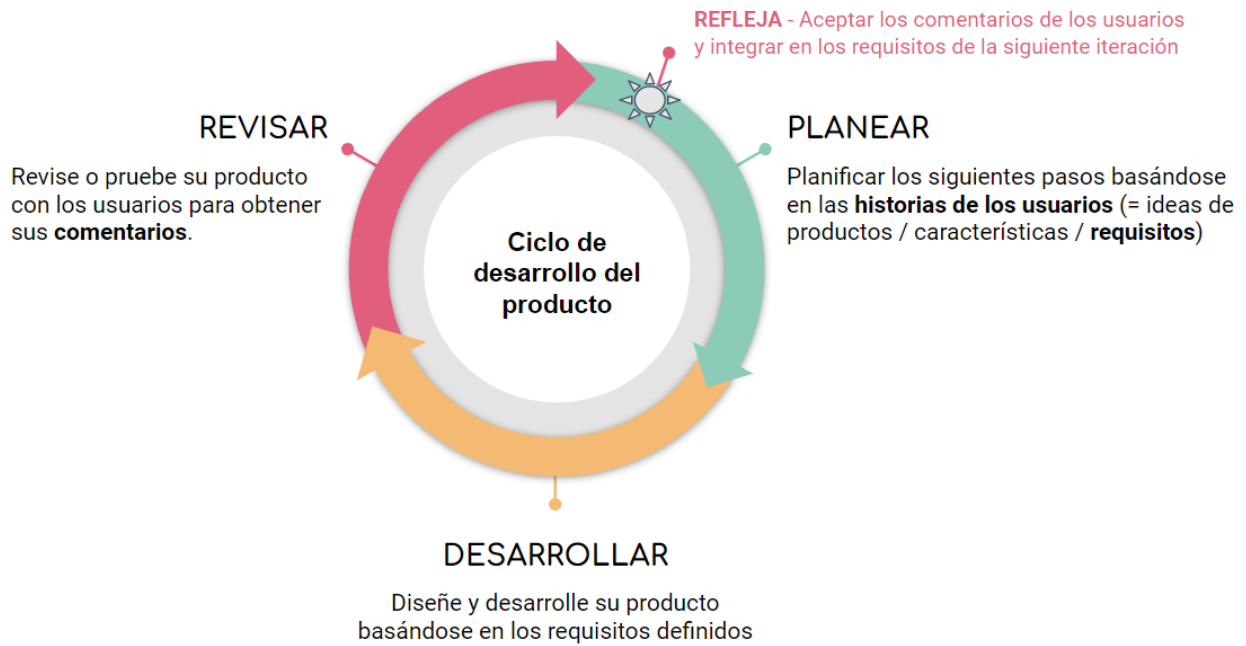 REFLEJA - Aceptar los comentarios de los usuarios
y integrar en los requisitos de la siguiente iteración
REVISAR
Revise o pruebe su producto
con los usuarios para obtener
sus comentarios.
PLANEAR
Planificar los siguientes pasos basándose
en las historias de los usuarios (= ideas de
productos / características / requisitos)
Ciclo de
desarrollo del
producto
DESARROLLAR
Diseñe y desarrolle su producto
basándose en los requisitos definidos